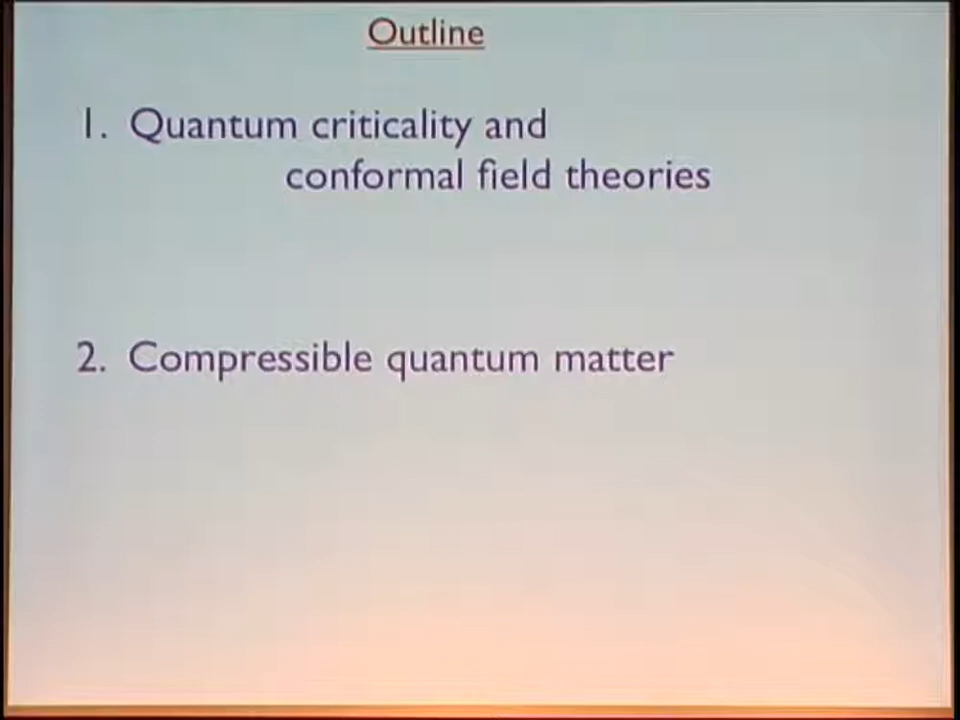 Outline
1. Quantum criticality and
conformal field theories
2. Compressible quantum matter